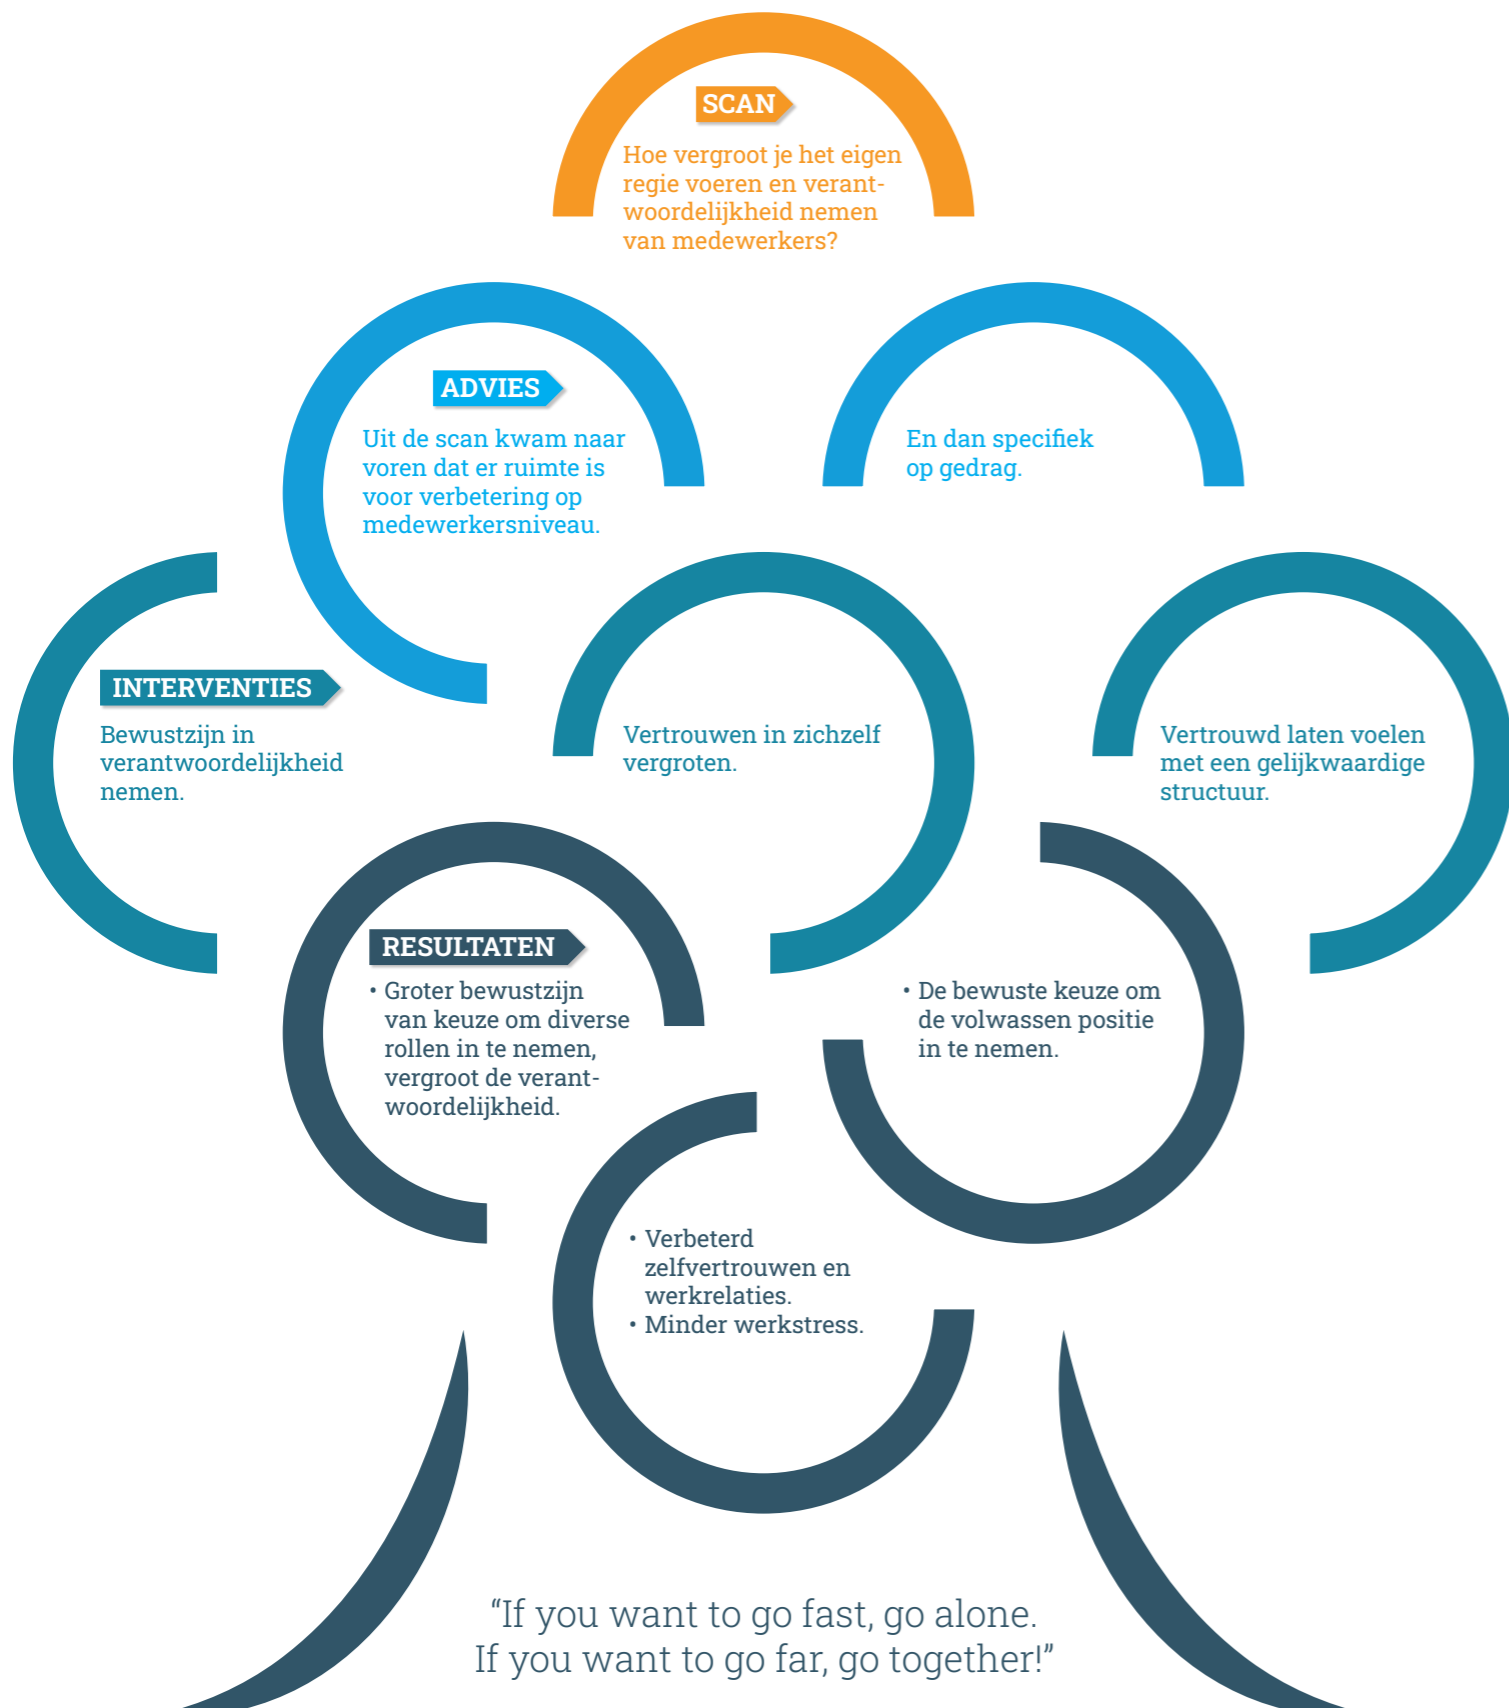 SCAN
Hoe vergroot je het eigen
regie voeren en verant-
woordelijkheid nemen
van medewerkers?
ADVIES
Uit de scan kwam naar
voren dat er ruimte is
voor verbetering op
medewerkersniveau.
En dan specifiek
op gedrag.
INTERVENTIES
Bewustzijn in
verantwoordelijkheid
nemen.
Vertrouwen in zichzelf
vergroten.
Vertrouwd laten voelen
met een gelijkwaardige
structuur.
RESULTATEN
• Groter bewustzijn
van keuze om diverse
rollen in te nemen,
vergroot de verant-
woordelijkheid.
• De bewuste keuze om
de volwassen positie
in te nemen.
• Verbeterd
zelfvertrouwen en
werkrelaties.
• Minder werkstress.
“If you want to go fast, go alone.
If you want to go far, go together!”